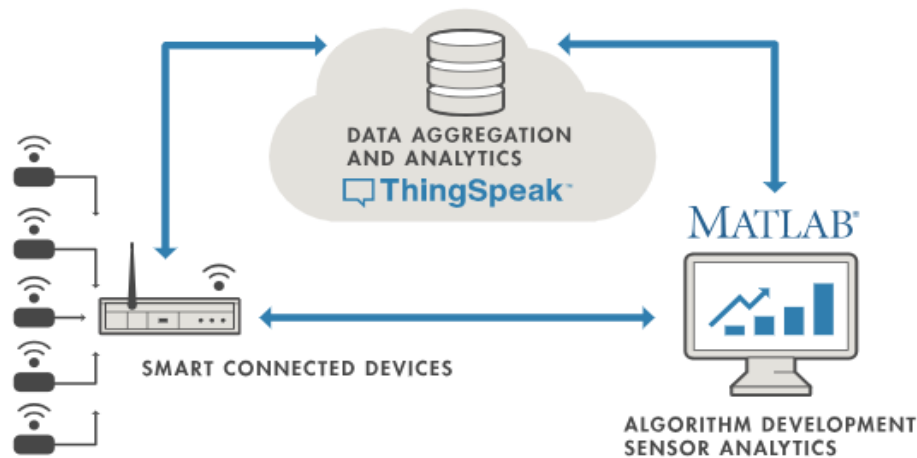 DATA AGGREGATION
AND ANALYTICS
ThingSpeak™
MATLAB®
SMART CONNECTED DEVICES
ALGORITHM DEVELOPMENT
SENSOR ANALYTICS